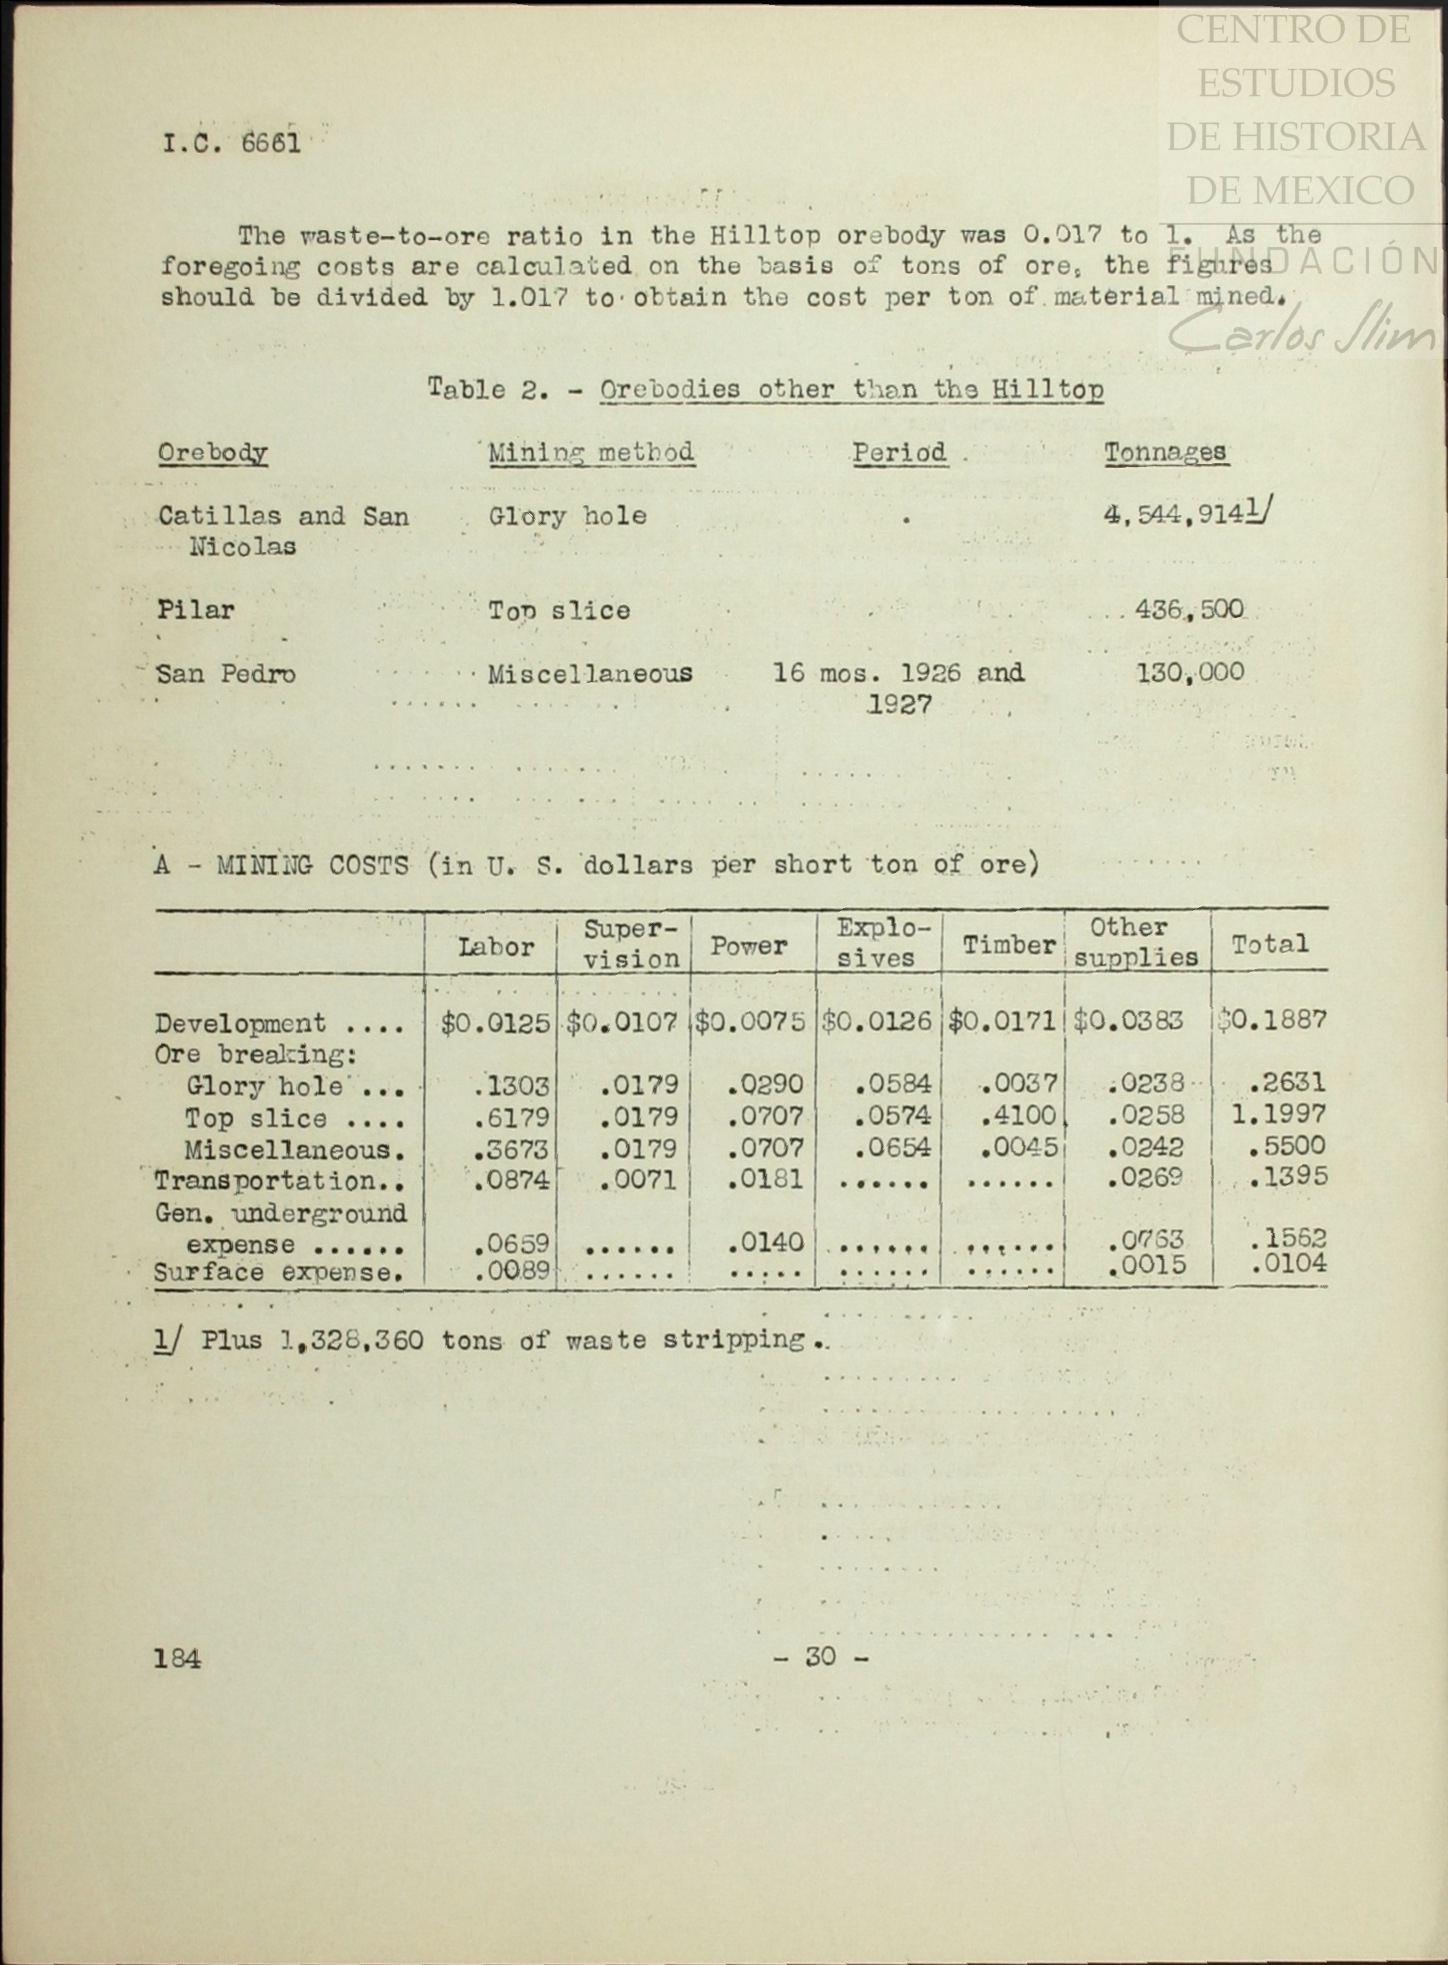 CENTRO DE
ESTUDIOS
DE HISTORIA
DE MEXICO
FUNDACIÓN
Carlos Slim
I.C. 6661
The waste-to-ore ratio in the Hilltop orebody was 0.017 to 1. As the
foregoing costs are calculated on the basis of tons of ore, the figures
should be divided by 1.017 to obtain the cost per ton of material mined.
Table 2. - Orebodies other than the Hilltop
Orebody Mining method Period Tonnages
Catillas and San Glory hole 4,544,9141/
Nicolas
Pilar Top slice 436,500
San Pedro Miscellaneous 16 mos. 1926 and 130,000
1927
A - MINING COSTS (in U. S. dollars per short ton of ore)
Labor Super- Power Explo- Timber Other Total
vision sives supplies
Development .... $0.0125 $0.0107 $0.0075 $0.0126 $0.0171 $0.0383 $0.1887
Ore breaking:
Glory hole ... .1303 .0179 .0290 .0584 .0037 .0238 .2631
Top slice .... .6179 .0179 .0707 .0574 .4100 .0258 1.1997
Miscellaneous. .3673 .0179 .0707 .0654 .0045 .0242 .5500
Transportation.. .0874 .0071 .0181 ...... ...... .0269 .1395
Gen. underground
expense ...... .0659 ...... .0140 ...... ...... .0763 .1562
Surface expense. .0089 ...... ..... ...... ...... .0015 .0104
1/ Plus 1,328,360 tons of waste stripping.
184 - 30 -